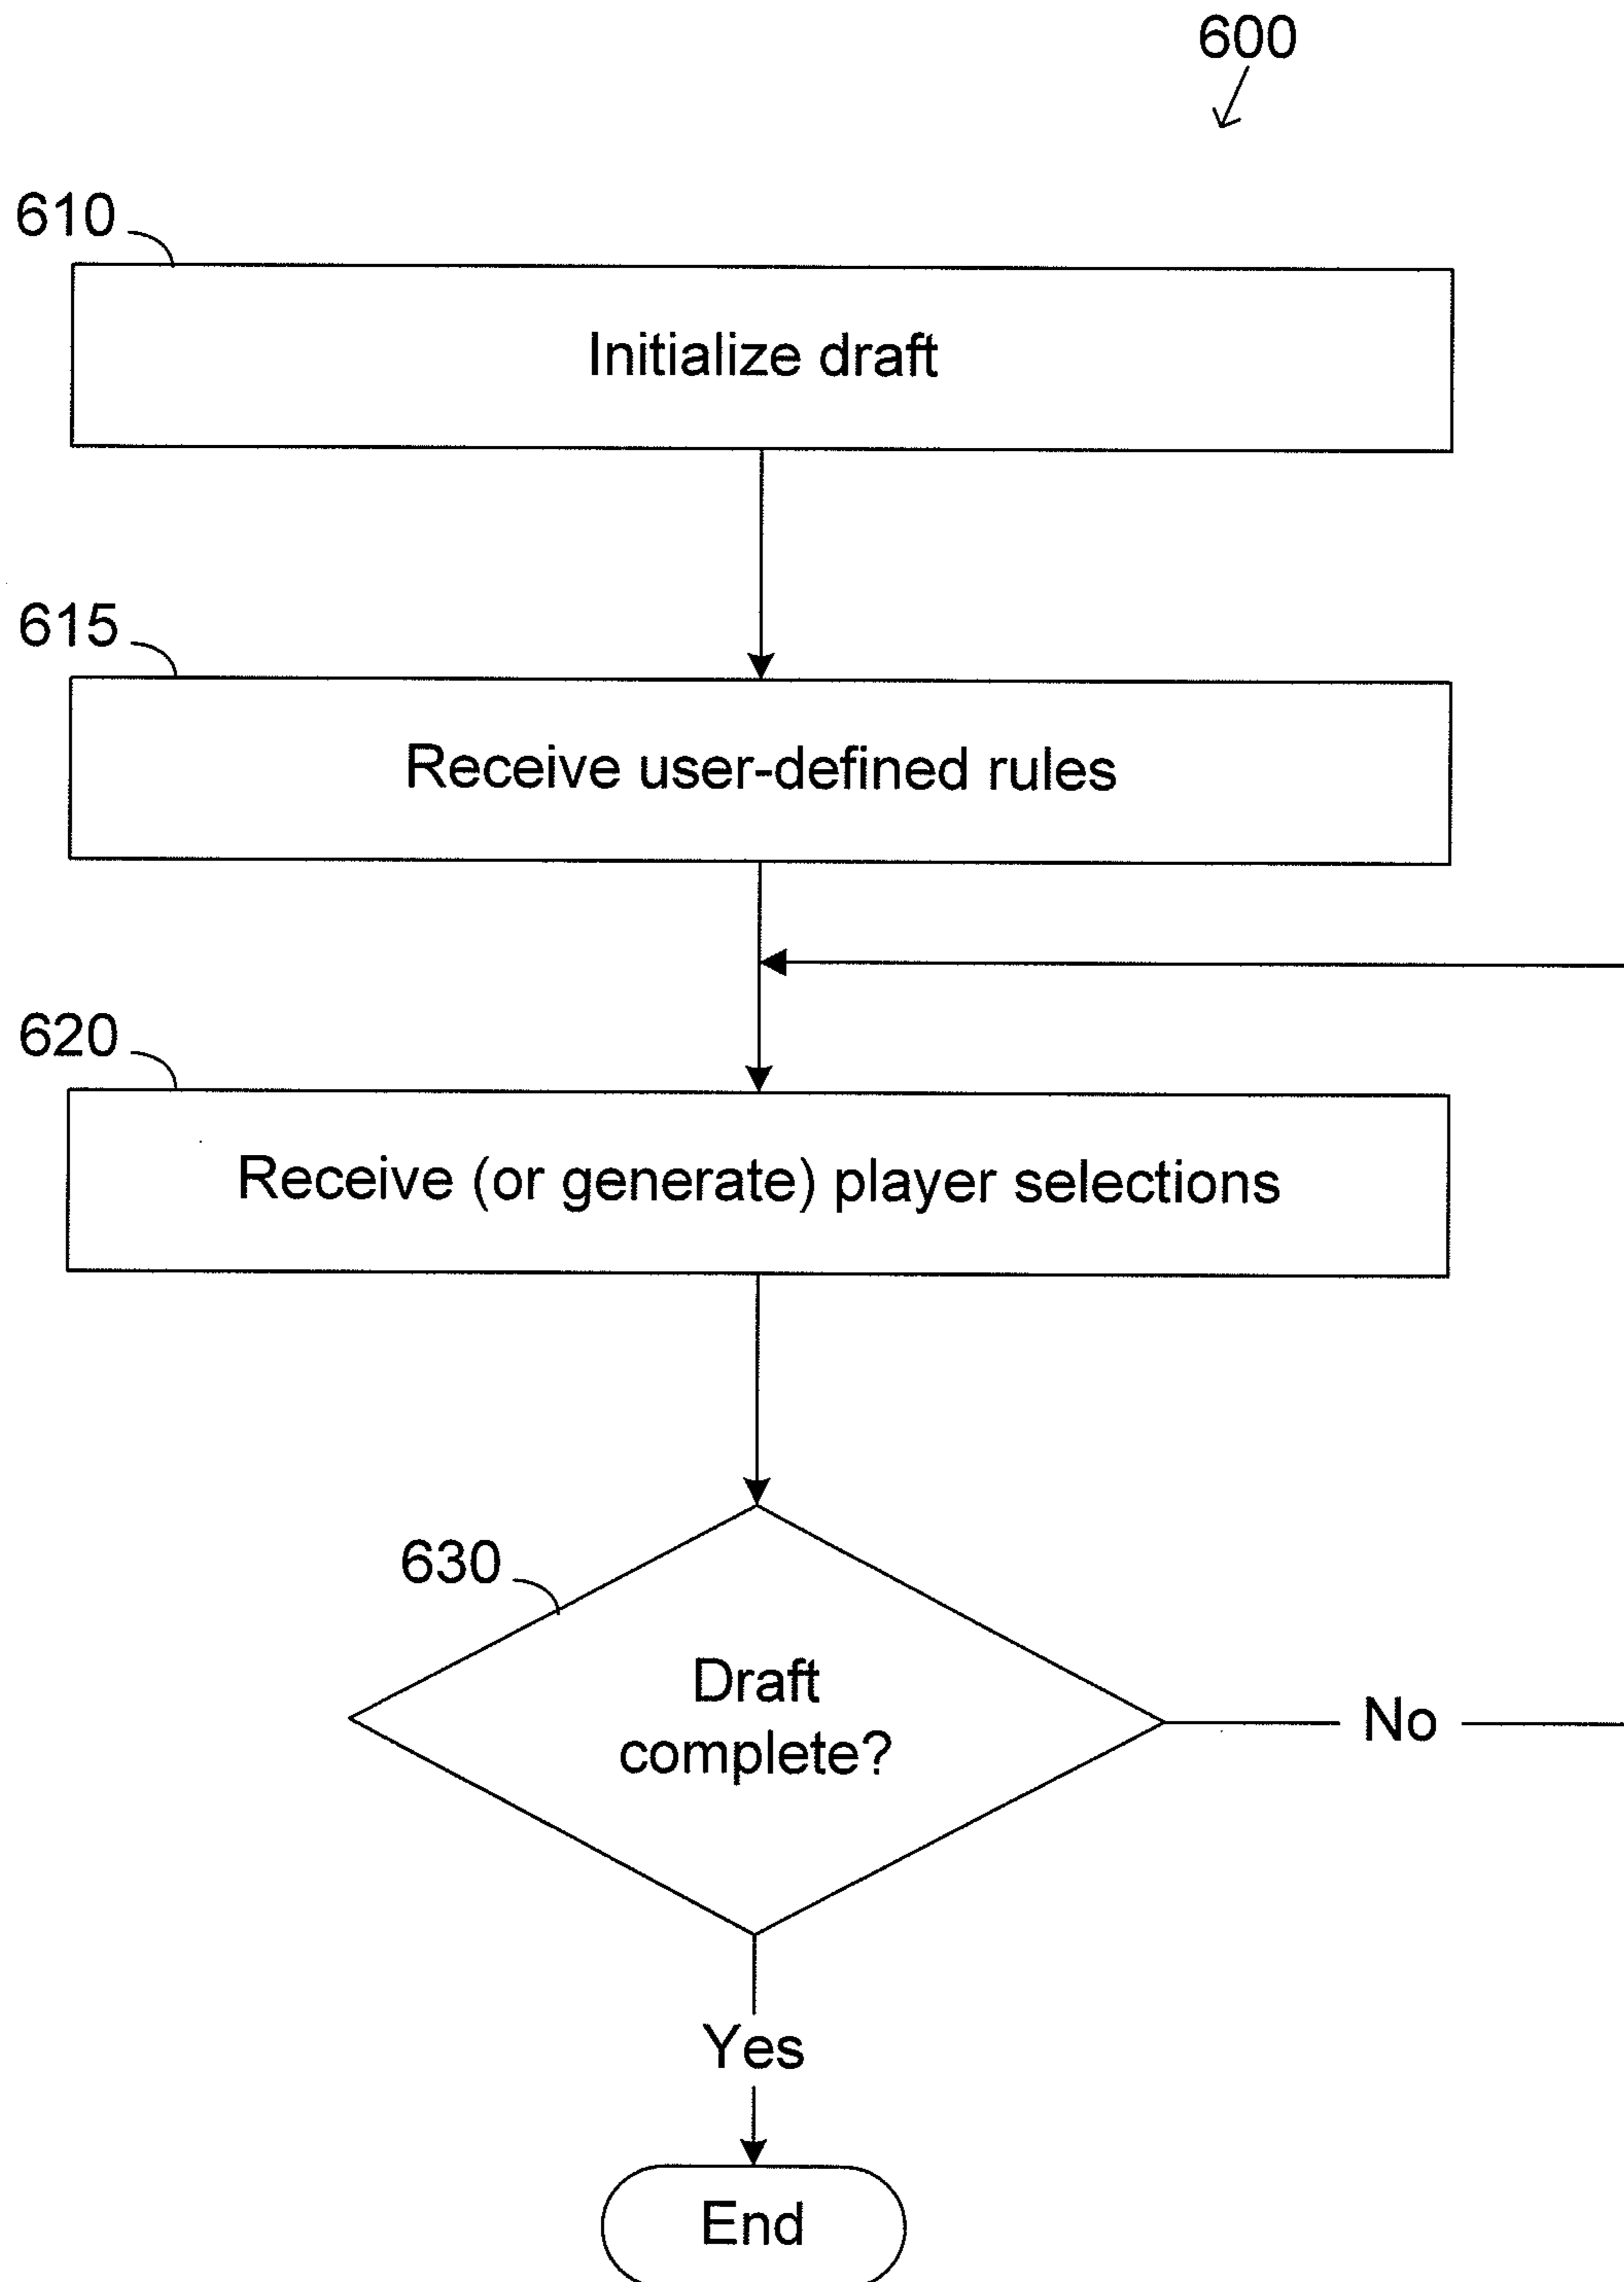 600
610
Initialize draft
615
Receive user-defined rules
620
Receive (or generate) player selections
630
Draft
complete?
No
Yes
End